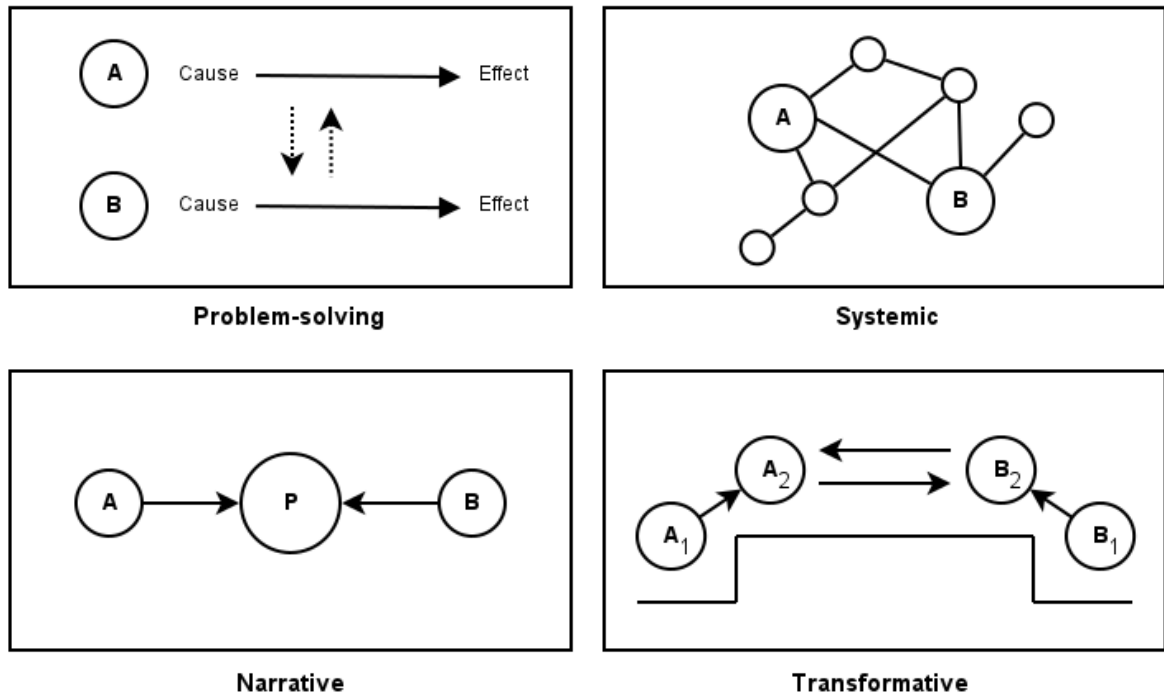 A Cause Effect
B Cause Effect
Problem-solving
A
B
Systemic
A P B
Narrative
A2 B2
A1 B1
Transformative